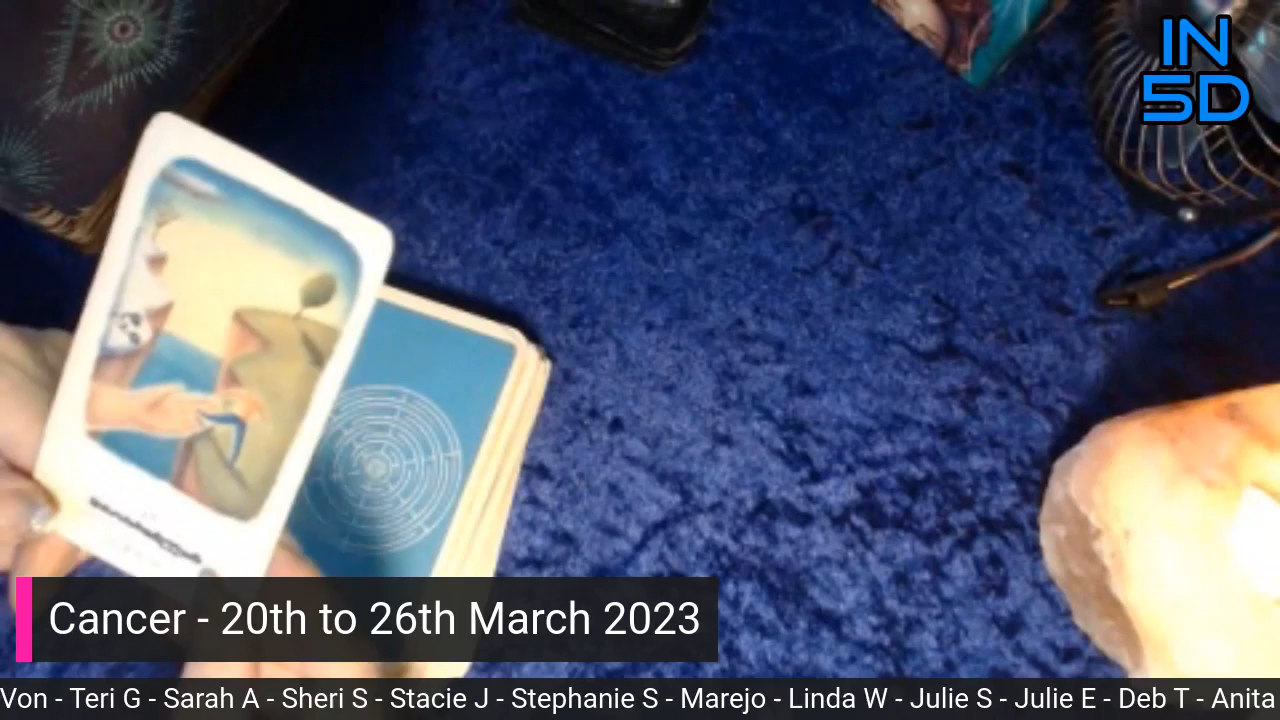 IN
5D
Cancer - 20th to 26th March 2023
Von - Teri G - Sarah A - Sheri S - Stacie J - Stephanie S - Marejo - Linda W - Julie S - Julie E - Deb T - Anita